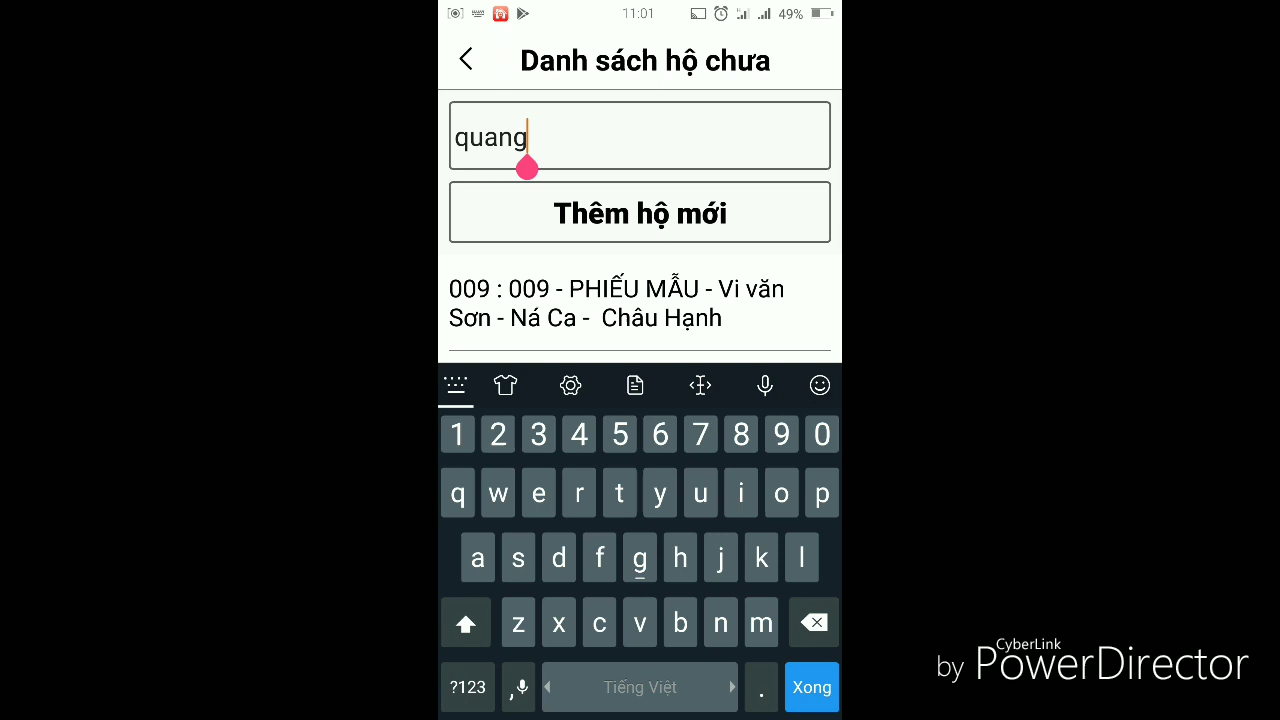 11:01 49%
Danh sách hộ chưa
quang
Thêm hộ mới
009 : 009 - PHIẾU MẪU - Vi văn
Sơn - Ná Ca - Châu Hạnh
1 2 3 4 5 6 7 8 9 0
q w e r t y u i o p
a s d f g h j k l
z x c v b n m
?123 , Tiếng Việt . Xong
CyberLink
by PowerDirector